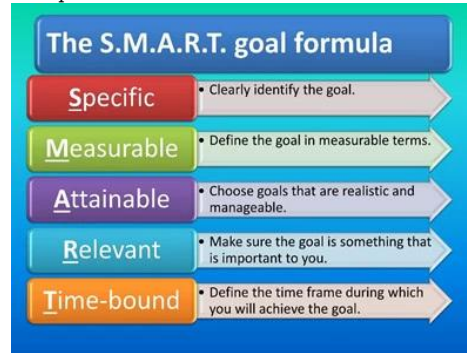 The S.M.A.R.T. goal formula
Specific
• Clearly identify the goal.
Measurable
• Define the goal in measurable terms.
Attainable
• Choose goals that are realistic and
manageable.
Relevant
• Make sure the goal is something that
is important to you.
Time-bound
• Define the time frame during which
you will achieve the goal.